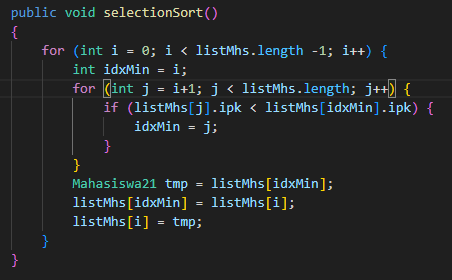 public void selectionSort()
{
    for (int i = 0; i < listMhs.length -1; i++) {
        int idxMin = i;
        for (int j = i+1; j < listMhs.length; j++) {
            if (listMhs[j].ipk < listMhs[idxMin].ipk) {
                idxMin = j;
            }
        }
        Mahasiswa21 tmp = listMhs[idxMin];
        listMhs[idxMin] = listMhs[i];
        listMhs[i] = tmp;
    }
}